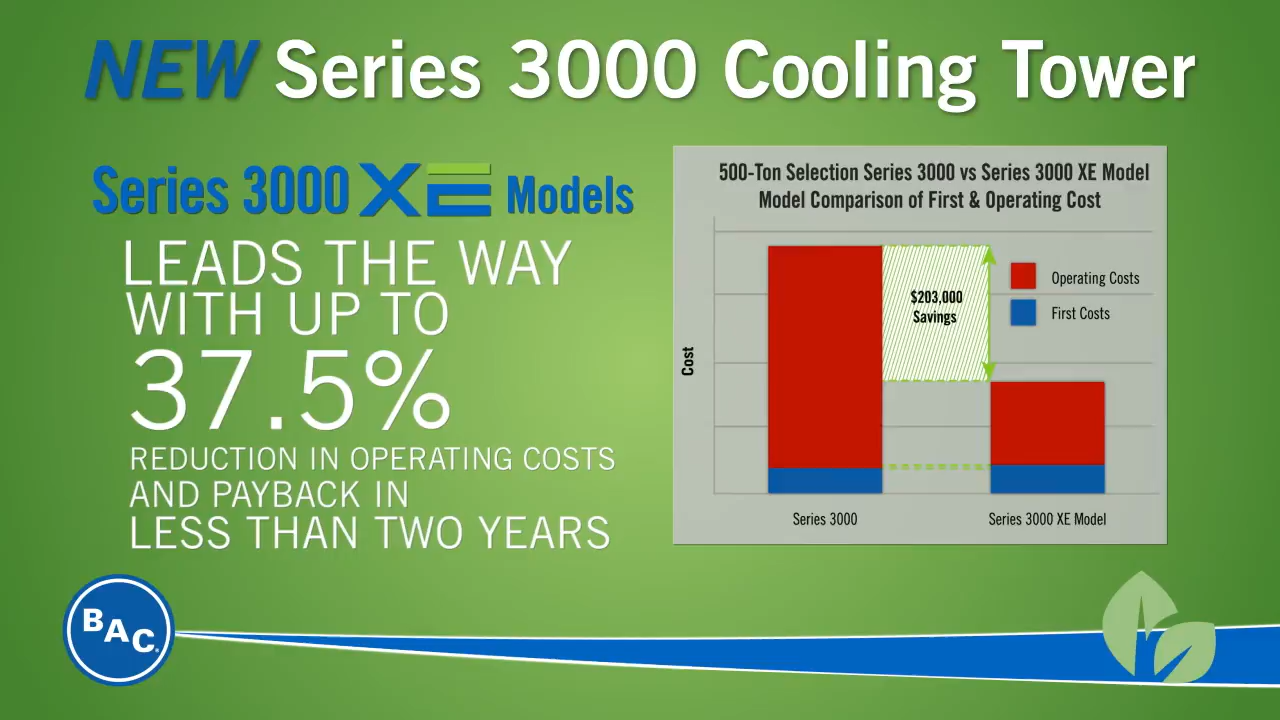 NEW Series 3000 Cooling Tower
Series 3000 XE Models
LEADS THE WAY
WITH UP TO
37.5%
REDUCTION IN OPERATING COSTS
AND PAYBACK IN
LESS THAN TWO YEARS
500-Ton Selection Series 3000 vs Series 3000 XE Model
Model Comparison of First & Operating Cost
$203,000
Savings
Operating Costs
First Costs
Cost
Series 3000
Series 3000 XE Model
BAC®